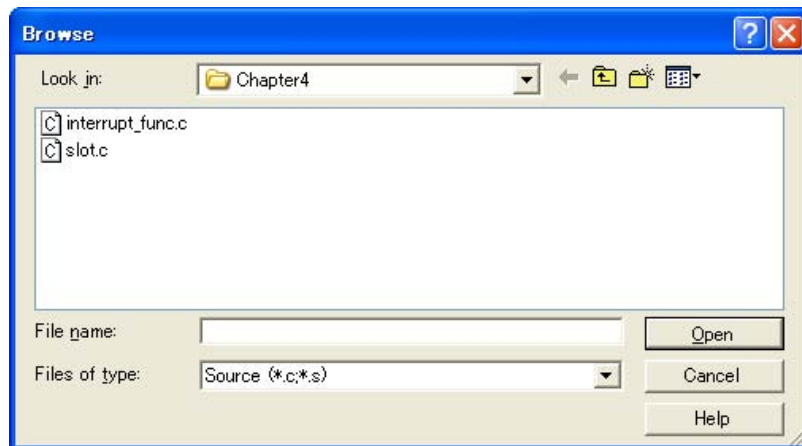 Browse
Look in:
Chapter4
interrupt_func.c
slot.c
File name:
Open
Files of type:
Source (*.c;*.s)
Cancel
Help